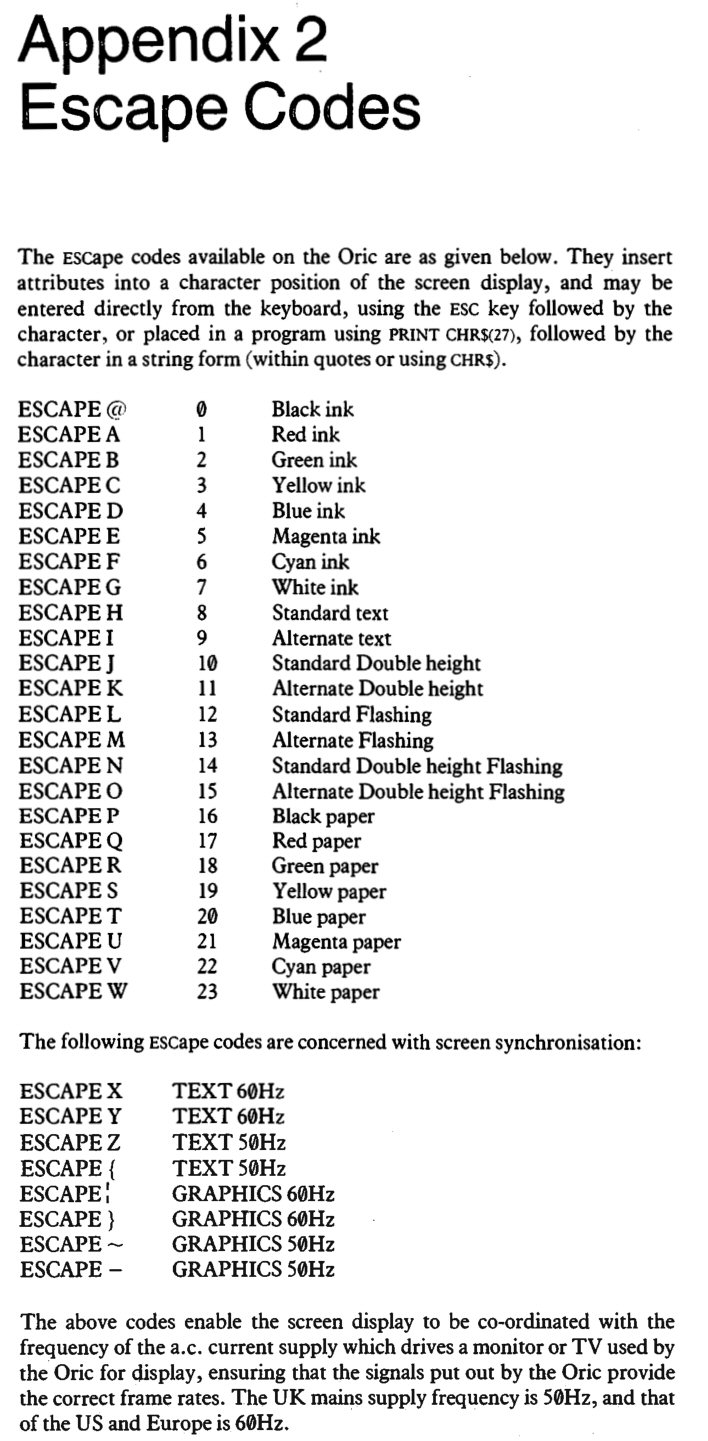 Appendix 2
Escape Codes
The ESCape codes available on the Oric are as given below. They insert
attributes into a character position of the screen display, and may be
entered directly from the keyboard, using the ESC key followed by the
character, or placed in a program using PRINT CHR$(27), followed by the
character in a string form (within quotes or using CHR$).
ESCAPE @ 0 Black ink
ESCAPE A 1 Red ink
ESCAPE B 2 Green ink
ESCAPE C 3 Yellow ink
ESCAPE D 4 Blue ink
ESCAPE E 5 Magenta ink
ESCAPE F 6 Cyan ink
ESCAPE G 7 White ink
ESCAPE H 8 Standard text
ESCAPE I 9 Alternate text
ESCAPE J 10 Standard Double height
ESCAPE K 11 Alternate Double height
ESCAPE L 12 Standard Flashing
ESCAPE M 13 Alternate Flashing
ESCAPE N 14 Standard Double height Flashing
ESCAPE O 15 Alternate Double height Flashing
ESCAPE P 16 Black paper
ESCAPE Q 17 Red paper
ESCAPE R 18 Green paper
ESCAPE S 19 Yellow paper
ESCAPE T 20 Blue paper
ESCAPE U 21 Magenta paper
ESCAPE V 22 Cyan paper
ESCAPE W 23 White paper
The following ESCape codes are concerned with screen synchronisation:
ESCAPE X TEXT 60Hz
ESCAPE Y TEXT 60Hz
ESCAPE Z TEXT 50Hz
ESCAPE { TEXT 50Hz
ESCAPE ¦ GRAPHICS 60Hz
ESCAPE } GRAPHICS 60Hz
ESCAPE ~ GRAPHICS 50Hz
ESCAPE – GRAPHICS 50Hz
The above codes enable the screen display to be co-ordinated with the
frequency of the a.c. current supply which drives a monitor or TV used by
the Oric for display, ensuring that the signals put out by the Oric provide
the correct frame rates. The UK mains supply frequency is 50Hz, and that
of the US and Europe is 60Hz.